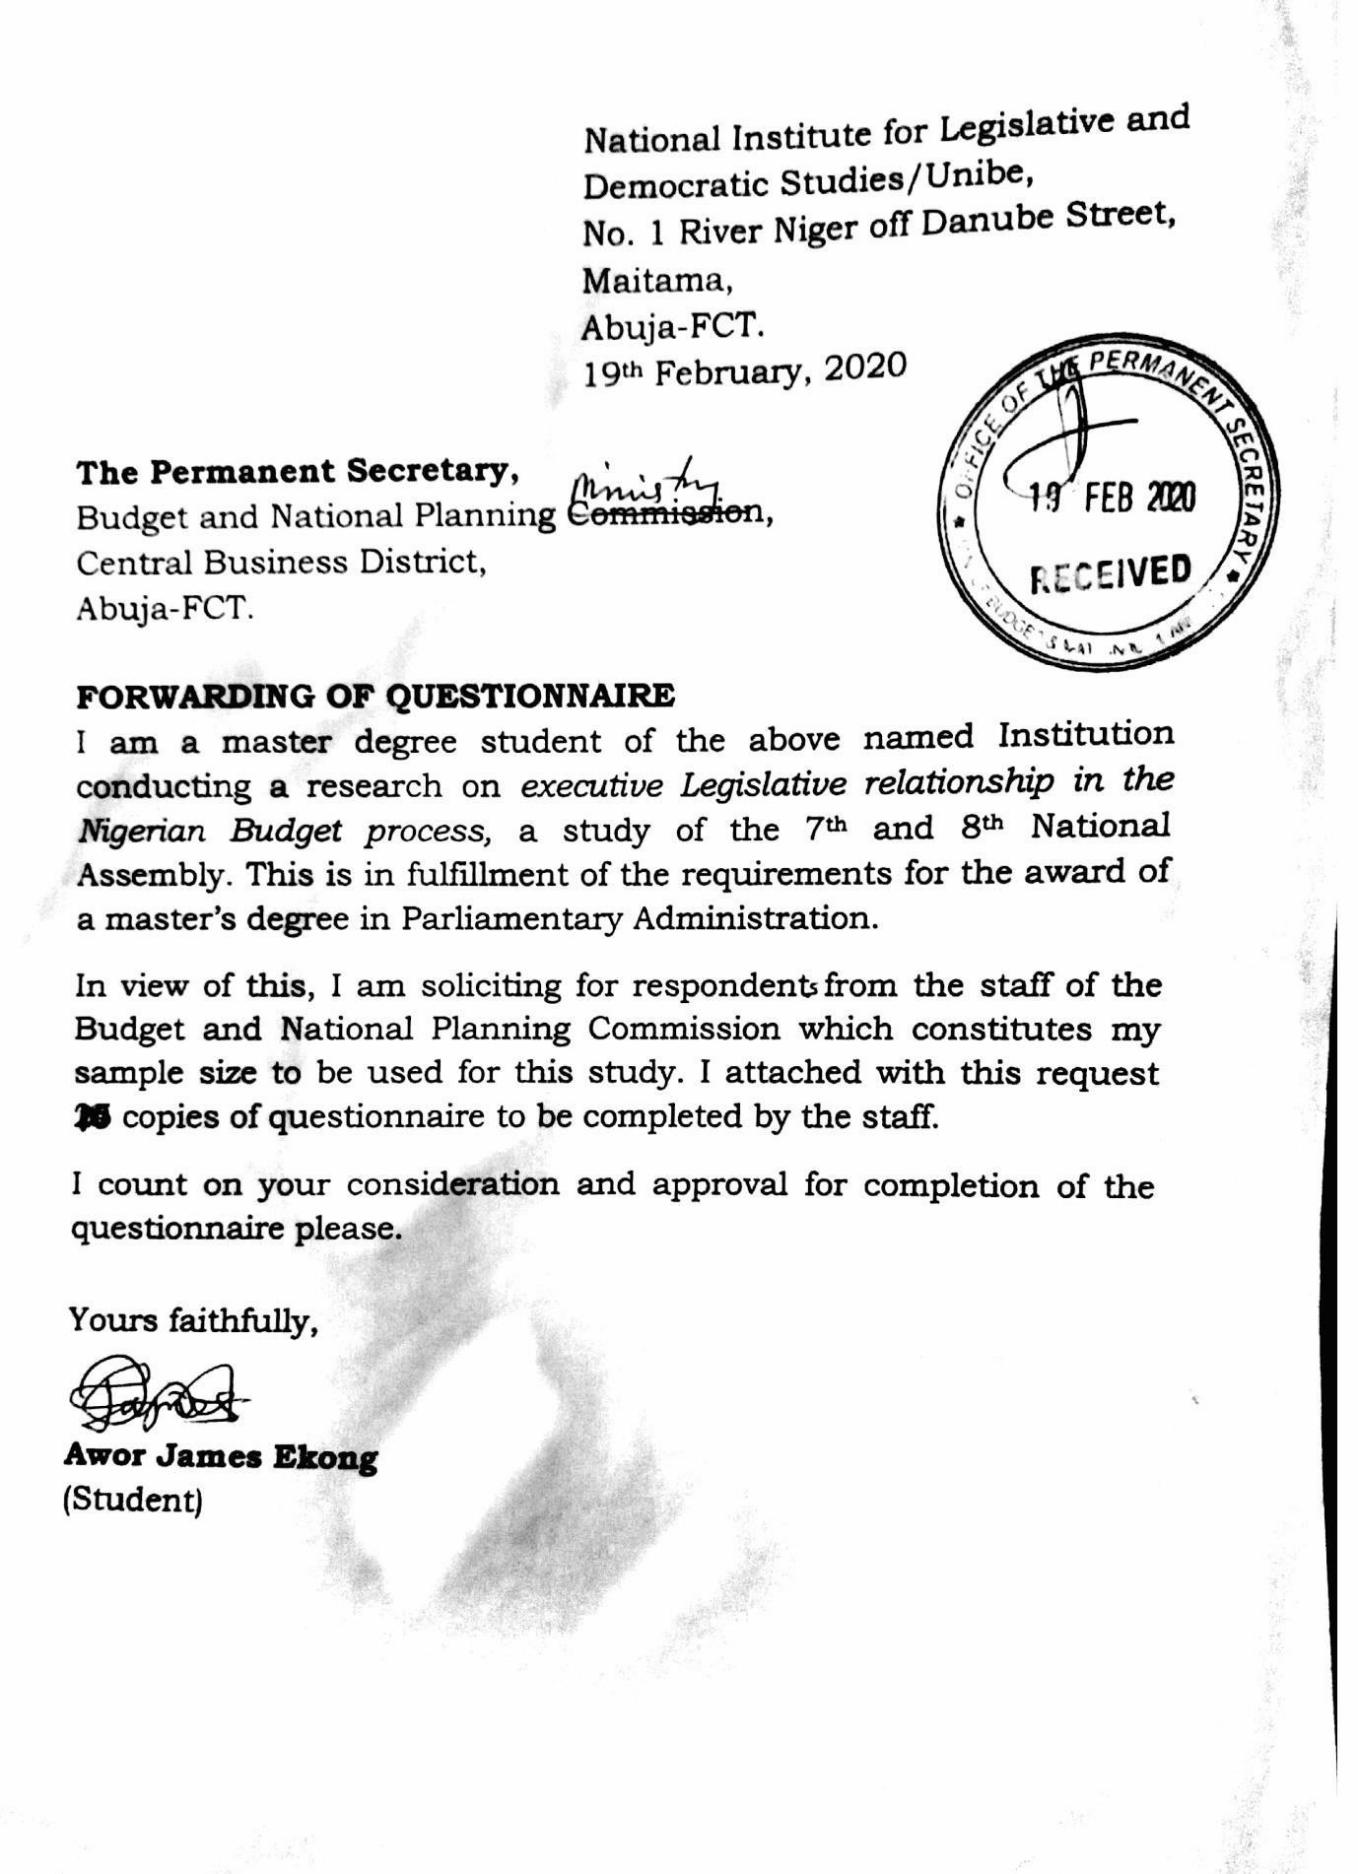 National Institute for Legislative and
Democratic Studies/Unibe,
No. 1 River Niger off Danube Street,
Maitama,
Abuja-FCT.
19th February, 2020
OFFICE OF THE PERMANENT SECRETARY
19 FEB 2020
RECEIVED
The Permanent Secretary,
Ministry
Budget and National Planning Commission,
Central Business District,
Abuja-FCT.
FORWARDING OF QUESTIONNAIRE
I am a master degree student of the above named Institution
conducting a research on executive Legislative relationship in the
Nigerian Budget process, a study of the 7th and 8th National
Assembly. This is in fulfillment of the requirements for the award of
a master's degree in Parliamentary Administration.
In view of this, I am soliciting for respondents from the staff of the
Budget and National Planning Commission which constitutes my
sample size to be used for this study. I attached with this request
copies of questionnaire to be completed by the staff.
I count on your consideration and approval for completion of the
questionnaire please.
Yours faithfully,
Awor James Ekong
(Student)